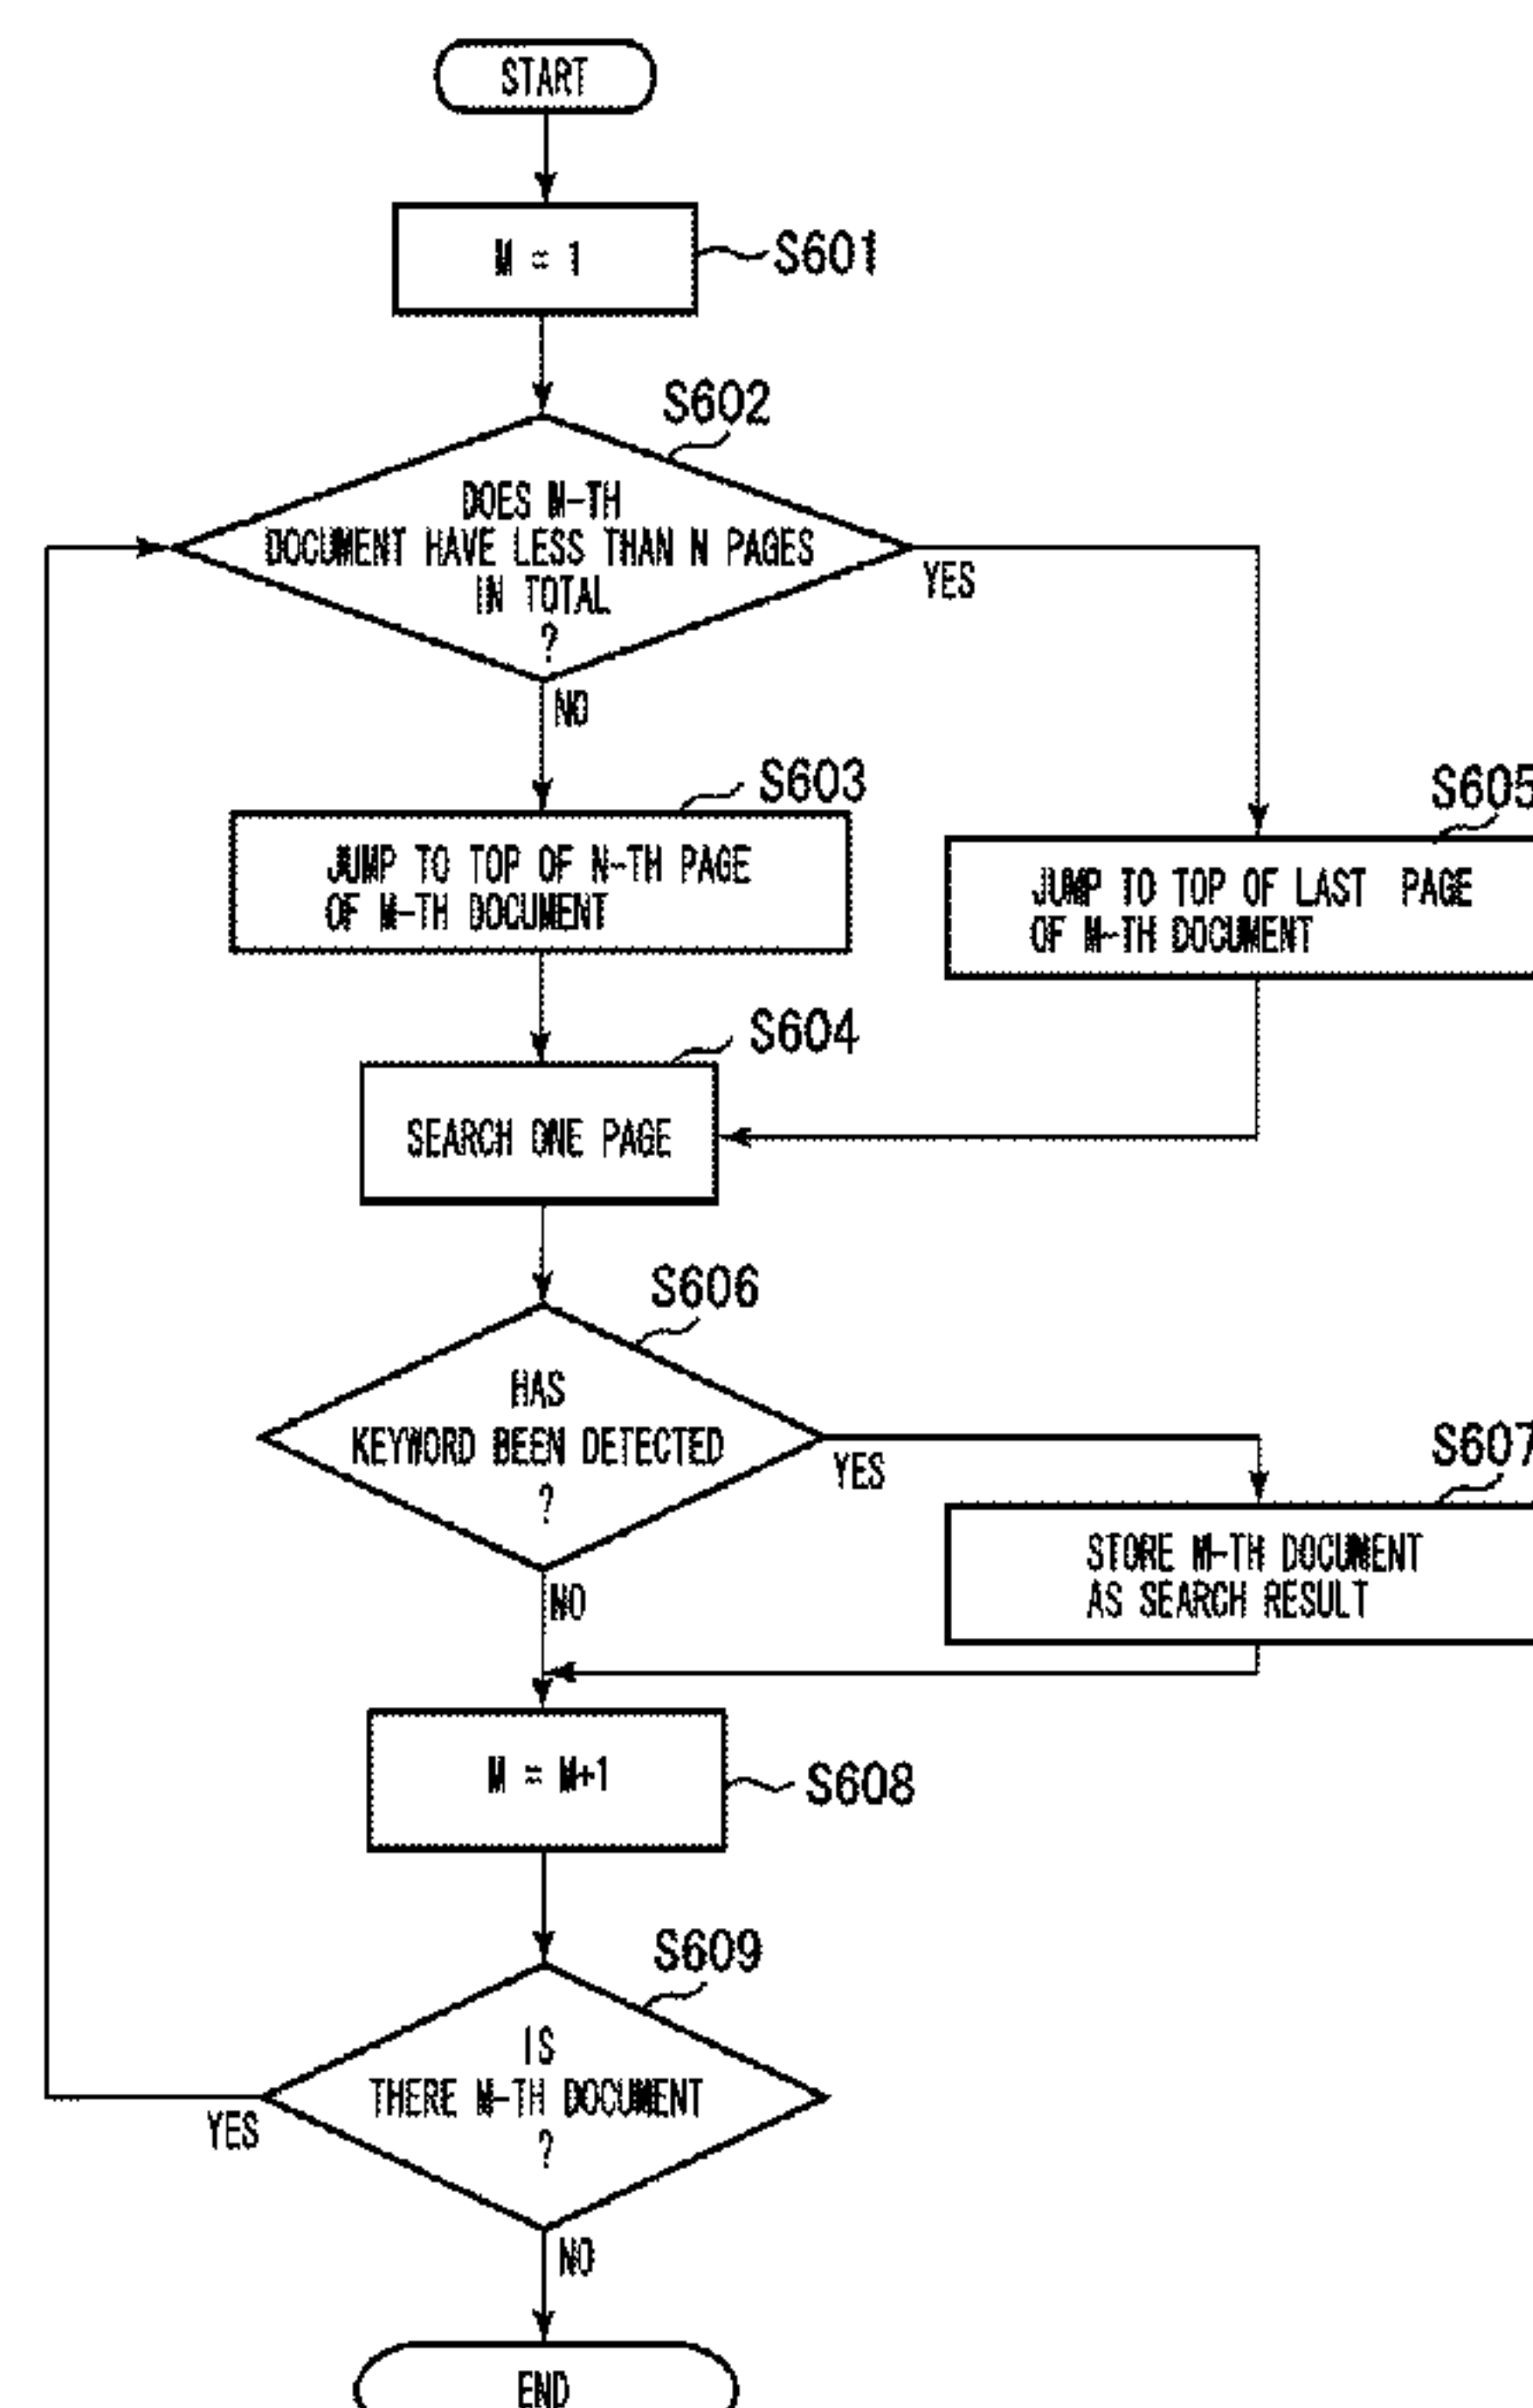 START
M = 1
S601
S602
DOES M-TH
DOCUMENT HAVE LESS THAN N PAGES
IN TOTAL
?
YES
NO
S603
JUMP TO TOP OF N-TH PAGE
OF M-TH DOCUMENT
S605
JUMP TO TOP OF LAST PAGE
OF M-TH DOCUMENT
S604
SEARCH ONE PAGE
S606
HAS
KEYWORD BEEN DETECTED
?
YES
NO
S607
STORE M-TH DOCUMENT
AS SEARCH RESULT
M = M+1
S608
S609
IS
THERE M-TH DOCUMENT
?
YES
NO
END